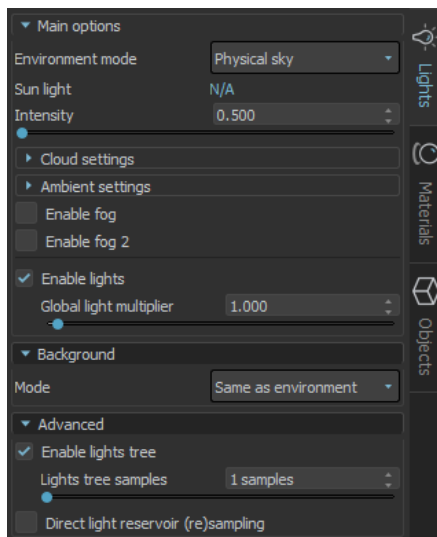 Main options
Environment mode Physical sky
Sun light N/A
Intensity 0.500
Cloud settings
Ambient settings
Enable fog
Enable fog 2
Enable lights
Global light multiplier 1.000
Background
Mode Same as environment
Advanced
Enable lights tree
Lights tree samples 1 samples
Direct light reservoir (re)sampling
Lights
Materials
Objects